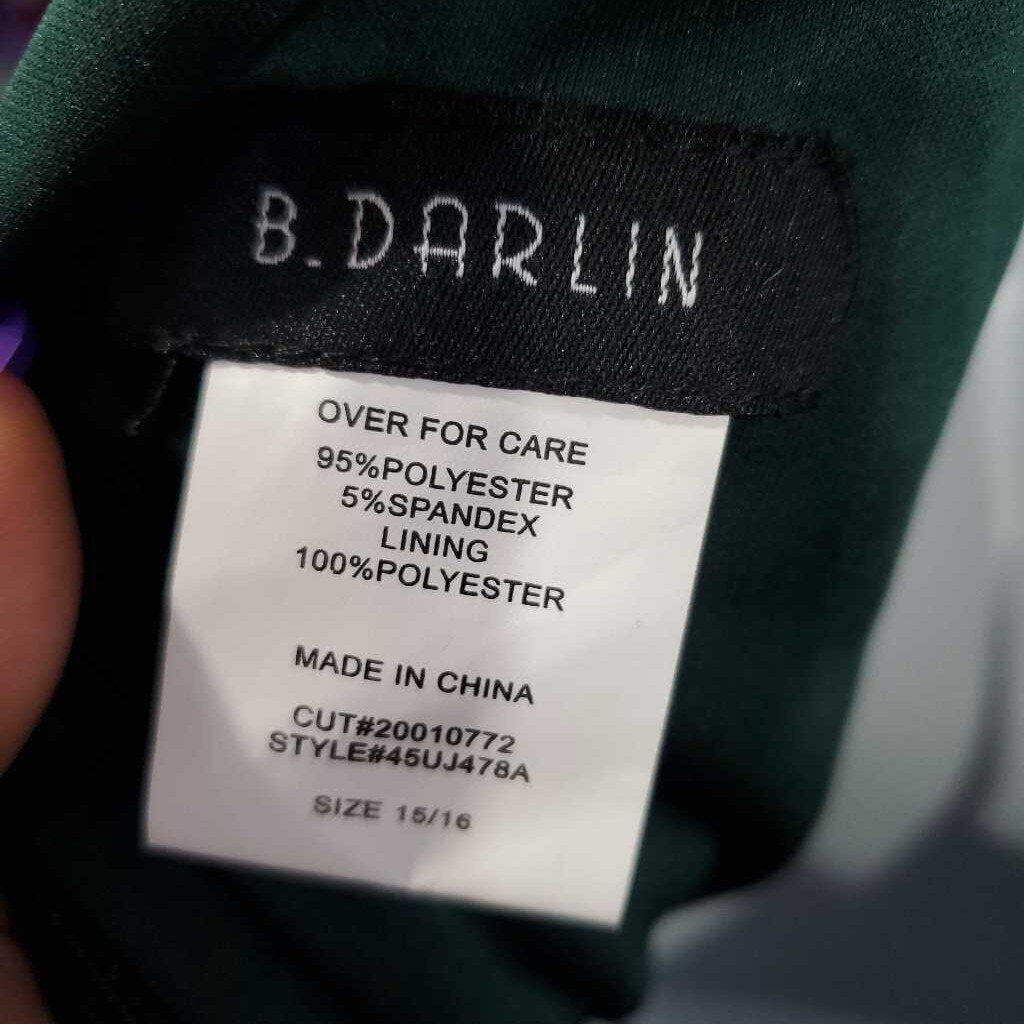 B.DARLIN
OVER FOR CARE
95%POLYESTER
5%SPANDEX
LINING
100%POLYESTER
MADE IN CHINA
CUT#20010772
STYLE#45UJ478A
SIZE 15/16